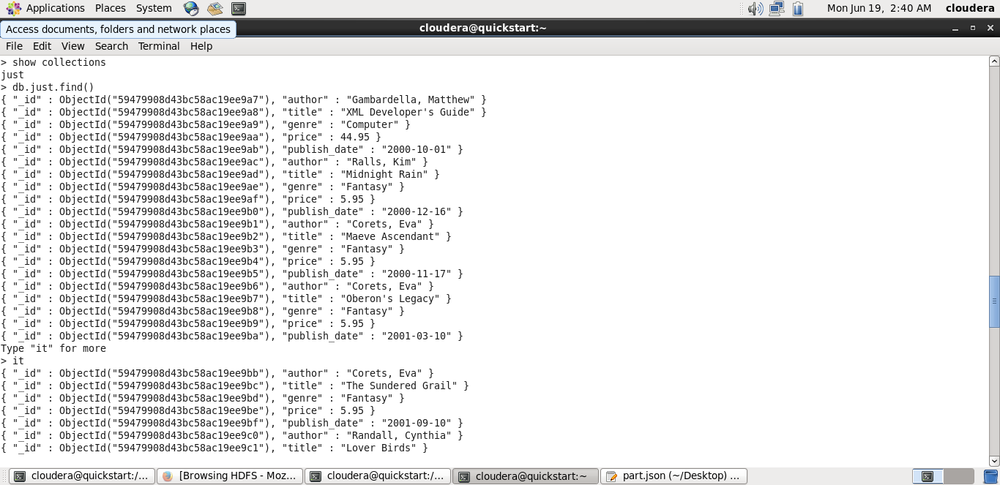 Applications Places System Mon Jun 19, 2:40 AM cloudera
Access documents, folders and network places
cloudera@quickstart:~
File Edit View Search Terminal Help
> show collections
just
> db.just.find()
{ "_id" : ObjectId("59479908d43bc58ac19ee9a7"), "author" : "Gambardella, Matthew" }
{ "_id" : ObjectId("59479908d43bc58ac19ee9a8"), "title" : "XML Developer's Guide" }
{ "_id" : ObjectId("59479908d43bc58ac19ee9a9"), "genre" : "Computer" }
{ "_id" : ObjectId("59479908d43bc58ac19ee9aa"), "price" : 44.95 }
{ "_id" : ObjectId("59479908d43bc58ac19ee9ab"), "publish_date" : "2000-10-01" }
{ "_id" : ObjectId("59479908d43bc58ac19ee9ac"), "author" : "Ralls, Kim" }
{ "_id" : ObjectId("59479908d43bc58ac19ee9ad"), "title" : "Midnight Rain" }
{ "_id" : ObjectId("59479908d43bc58ac19ee9ae"), "genre" : "Fantasy" }
{ "_id" : ObjectId("59479908d43bc58ac19ee9af"), "price" : 5.95 }
{ "_id" : ObjectId("59479908d43bc58ac19ee9b0"), "publish_date" : "2000-12-16" }
{ "_id" : ObjectId("59479908d43bc58ac19ee9b1"), "author" : "Corets, Eva" }
{ "_id" : ObjectId("59479908d43bc58ac19ee9b2"), "title" : "Maeve Ascendant" }
{ "_id" : ObjectId("59479908d43bc58ac19ee9b3"), "genre" : "Fantasy" }
{ "_id" : ObjectId("59479908d43bc58ac19ee9b4"), "price" : 5.95 }
{ "_id" : ObjectId("59479908d43bc58ac19ee9b5"), "publish_date" : "2000-11-17" }
{ "_id" : ObjectId("59479908d43bc58ac19ee9b6"), "author" : "Corets, Eva" }
{ "_id" : ObjectId("59479908d43bc58ac19ee9b7"), "title" : "Oberon's Legacy" }
{ "_id" : ObjectId("59479908d43bc58ac19ee9b8"), "genre" : "Fantasy" }
{ "_id" : ObjectId("59479908d43bc58ac19ee9b9"), "price" : 5.95 }
{ "_id" : ObjectId("59479908d43bc58ac19ee9ba"), "publish_date" : "2001-03-10" }
Type "it" for more
> it
{ "_id" : ObjectId("59479908d43bc58ac19ee9bb"), "author" : "Corets, Eva" }
{ "_id" : ObjectId("59479908d43bc58ac19ee9bc"), "title" : "The Sundered Grail" }
{ "_id" : ObjectId("59479908d43bc58ac19ee9bd"), "genre" : "Fantasy" }
{ "_id" : ObjectId("59479908d43bc58ac19ee9be"), "price" : 5.95 }
{ "_id" : ObjectId("59479908d43bc58ac19ee9bf"), "publish_date" : "2001-09-10" }
{ "_id" : ObjectId("59479908d43bc58ac19ee9c0"), "author" : "Randall, Cynthia" }
{ "_id" : ObjectId("59479908d43bc58ac19ee9c1"), "title" : "Lover Birds" }
cloudera@quickstart:/... [Browsing HDFS - Moz... cloudera@quickstart:/... cloudera@quickstart:~ part.json (~/Desktop) ...